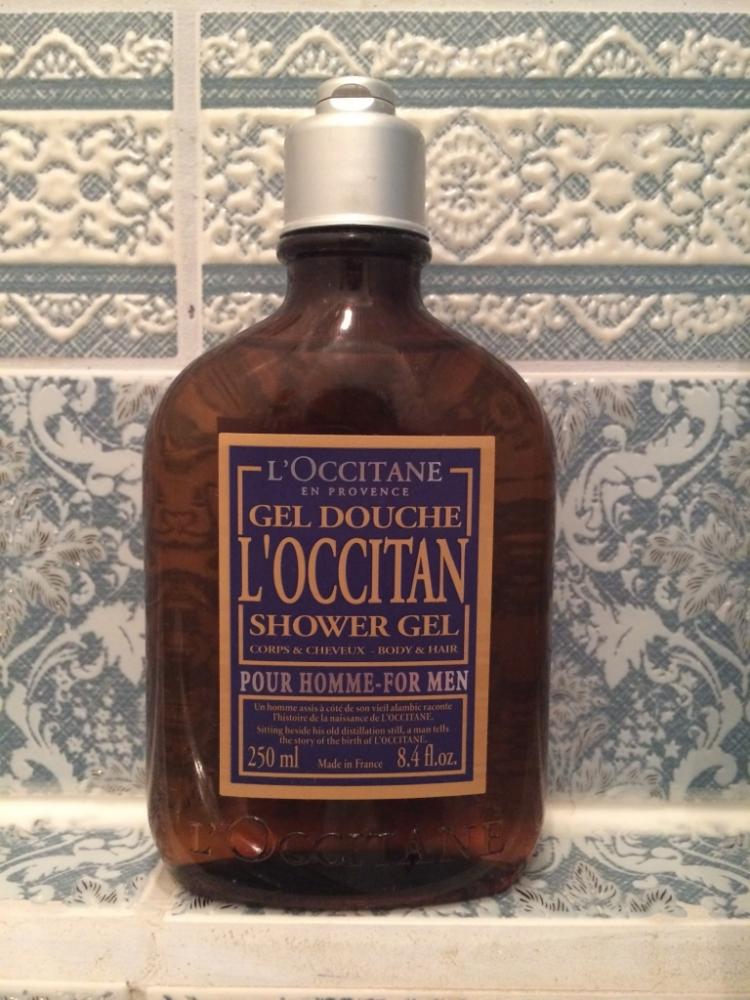 L'OCCITANE
EN PROVENCE
GEL DOUCHE
L'OCCITAN
SHOWER GEL
CORPS & CHEVEUX - BODY & HAIR
POUR HOMME-FOR MEN
Un homme assis à côté de son vieil alambic raconte
l'histoire de la naissance de L'OCCITANE.
Sitting beside his old distillation still, a man tells
the story of the birth of L'OCCITANE.
250 ml Made in France 8.4 fl.oz.
L'OCCITANE